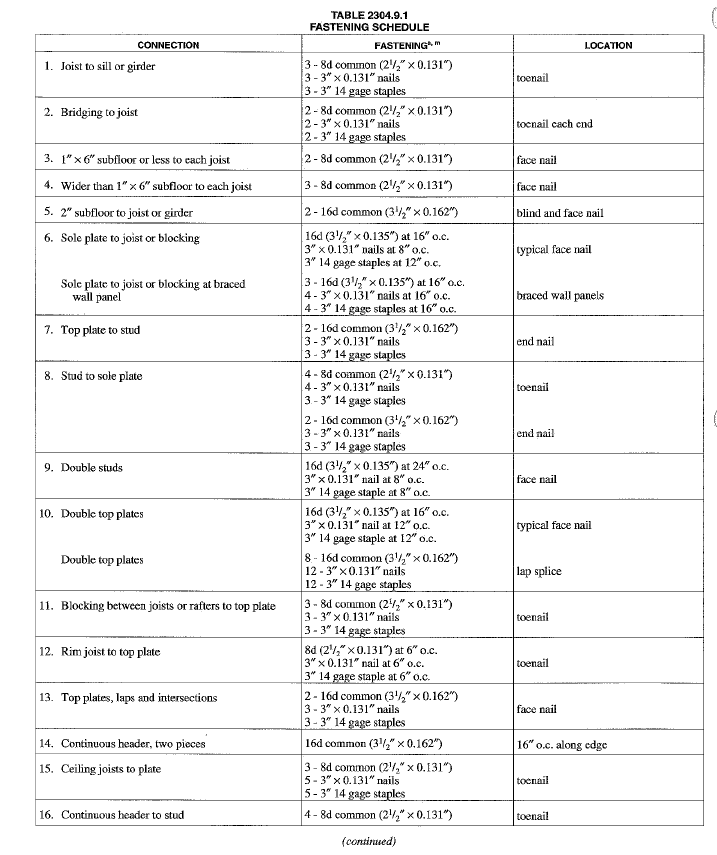 TABLE 2304.9.1
FASTENING SCHEDULE
CONNECTION FASTENINGa, m LOCATION
1. Joist to sill or girder
3 - 8d common (2 1/2″ × 0.131″)
3 - 3″ × 0.131″ nails
3 - 3″ 14 gage staples
toenail
2. Bridging to joist
2 - 8d common (2 1/2″ × 0.131″)
2 - 3″ × 0.131″ nails
2 - 3″ 14 gage staples
toenail each end
3. 1″ × 6″ subfloor or less to each joist 2 - 8d common (2 1/2″ × 0.131″) face nail
4. Wider than 1″ × 6″ subfloor to each joist 3 - 8d common (2 1/2″ × 0.131″) face nail
5. 2″ subfloor to joist or girder 2 - 16d common (3 1/2″ × 0.162″) blind and face nail
6. Sole plate to joist or blocking
16d (3 1/2″ × 0.135″) at 16″ o.c.
3″ × 0.131″ nails at 8″ o.c.
3″ 14 gage staples at 12″ o.c.
typical face nail
Sole plate to joist or blocking at braced
wall panel
3 - 16d (3 1/2″ × 0.135″) at 16″ o.c.
4 - 3″ × 0.131″ nails at 16″ o.c.
4 - 3″ 14 gage staples at 16″ o.c.
braced wall panels
7. Top plate to stud
2 - 16d common (3 1/2″ × 0.162″)
3 - 3″ × 0.131″ nails
3 - 3″ 14 gage staples
end nail
8. Stud to sole plate
4 - 8d common (2 1/2″ × 0.131″)
4 - 3″ × 0.131″ nails
3 - 3″ 14 gage staples
toenail
2 - 16d common (3 1/2″ × 0.162″)
3 - 3″ × 0.131″ nails
3 - 3″ 14 gage staples
end nail
9. Double studs
16d (3 1/2″ × 0.135″) at 24″ o.c.
3″ × 0.131″ nail at 8″ o.c.
3″ 14 gage staple at 8″ o.c.
face nail
10. Double top plates
16d (3 1/2″ × 0.135″) at 16″ o.c.
3″ × 0.131″ nail at 12″ o.c.
3″ 14 gage staple at 12″ o.c.
typical face nail
Double top plates
8 - 16d common (3 1/2″ × 0.162″)
12 - 3″ × 0.131″ nails
12 - 3″ 14 gage staples
lap splice
11. Blocking between joists or rafters to top plate
3 - 8d common (2 1/2″ × 0.131″)
3 - 3″ × 0.131″ nails
3 - 3″ 14 gage staples
toenail
12. Rim joist to top plate
8d (2 1/2″ × 0.131″) at 6″ o.c.
3″ × 0.131″ nail at 6″ o.c.
3″ 14 gage staple at 6″ o.c.
toenail
13. Top plates, laps and intersections
2 - 16d common (3 1/2″ × 0.162″)
3 - 3″ × 0.131″ nails
3 - 3″ 14 gage staples
face nail
14. Continuous header, two pieces 16d common (3 1/2″ × 0.162″) 16″ o.c. along edge
15. Ceiling joists to plate
3 - 8d common (2 1/2″ × 0.131″)
5 - 3″ × 0.131″ nails
5 - 3″ 14 gage staples
toenail
16. Continuous header to stud 4 - 8d common (2 1/2″ × 0.131″) toenail
(continued)